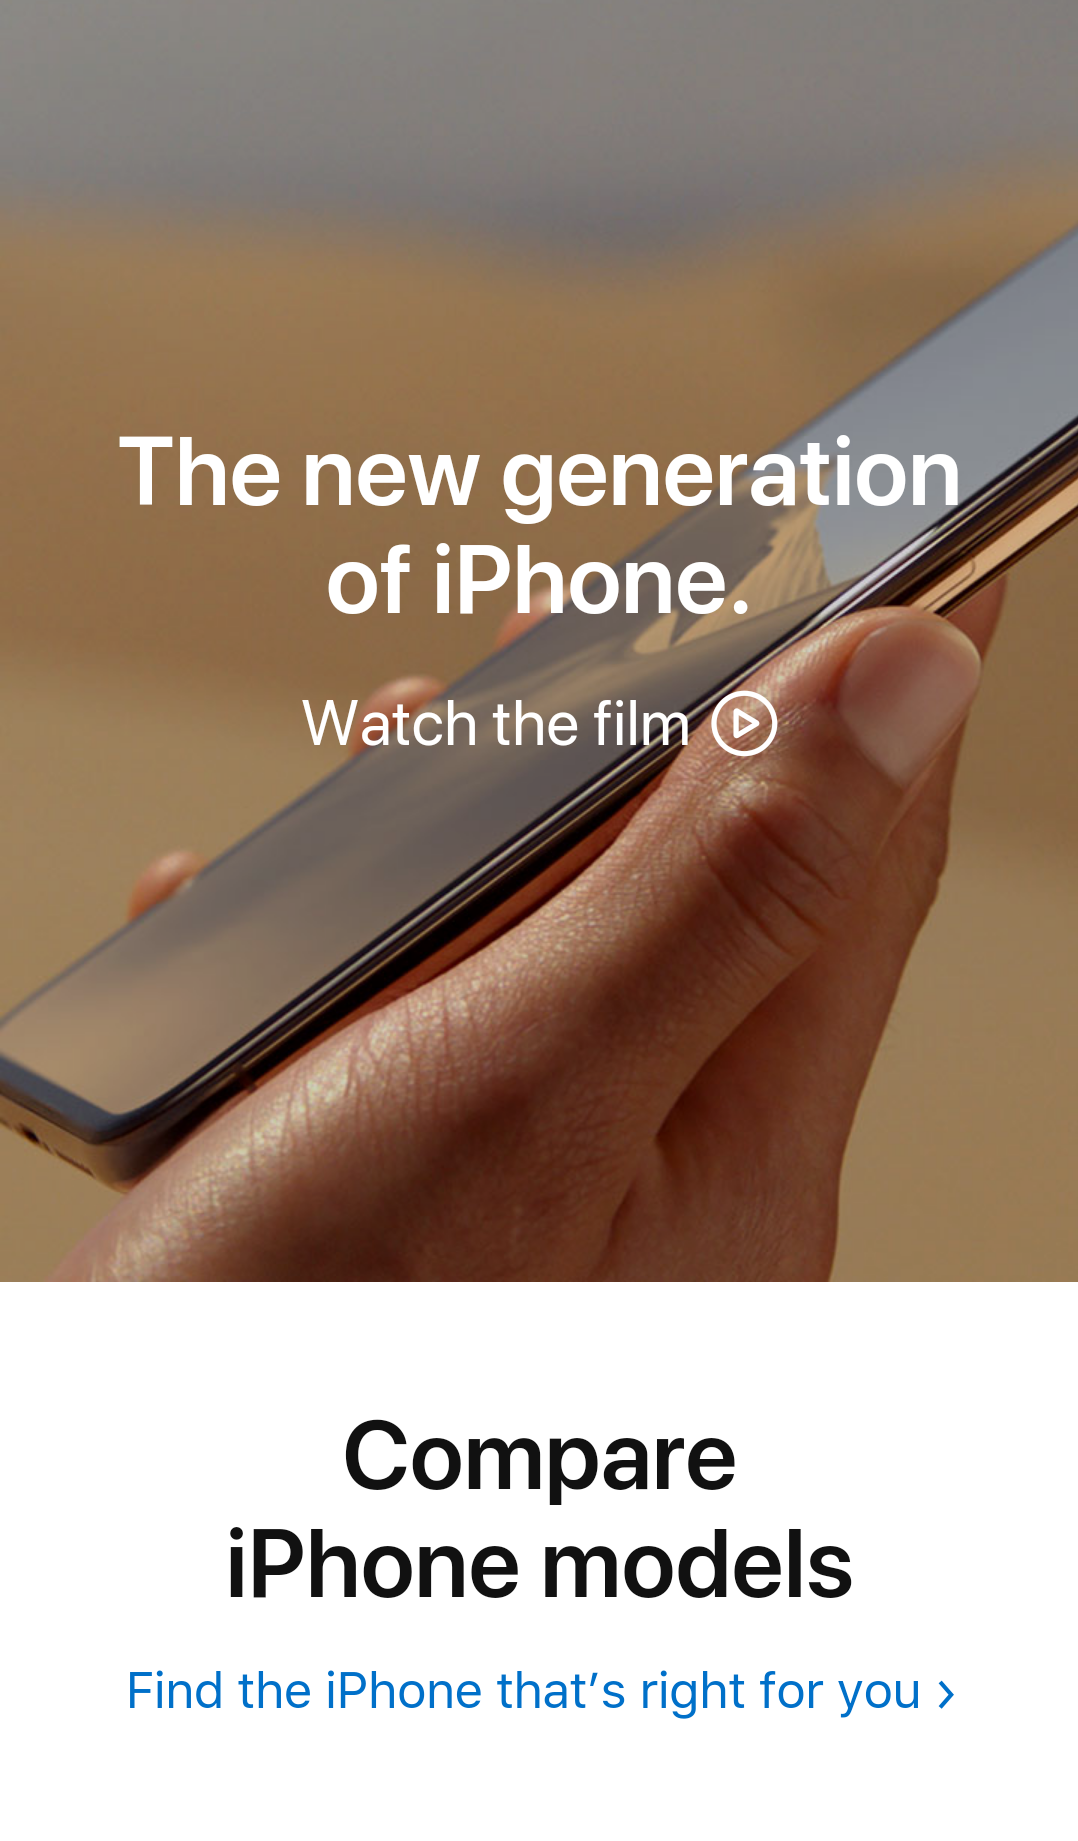 The new generation
of iPhone.
Watch the film
Compare
iPhone models
Find the iPhone that’s right for you ›